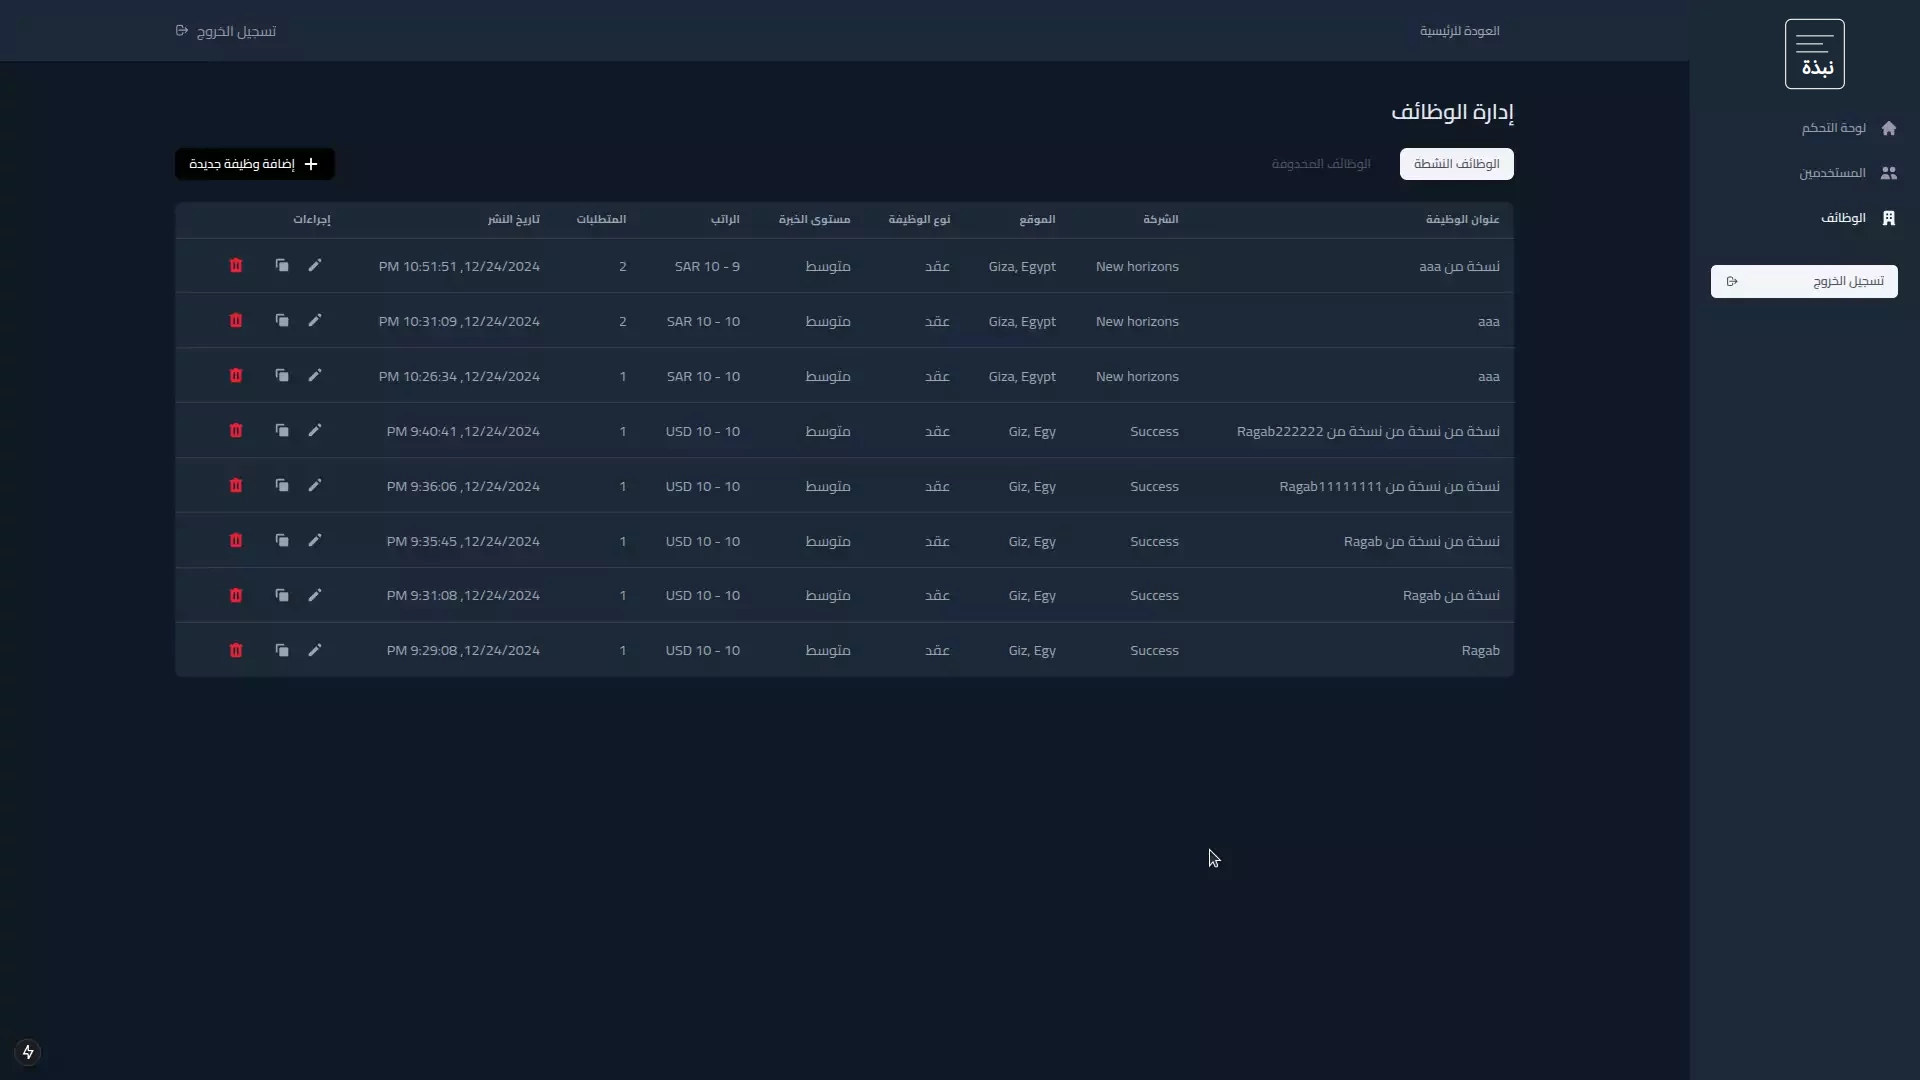 نبذة
لوحة التحكم
المستخدمين
الوظائف
تسجيل الخروج
العودة للرئيسية
تسجيل الخروج
إدارة الوظائف
الوظائف النشطة
الوظائف المحذوفة
إضافة وظيفة جديدة
عنوان الوظيفة الشركة الموقع نوع الوظيفة مستوى الخبرة الراتب المتطلبات تاريخ النشر إجراءات
نسخة من aaa New horizons Giza, Egypt عقد متوسط SAR 10 - 9 2 12/24/2024, 10:51:51 PM
aaa New horizons Giza, Egypt عقد متوسط SAR 10 - 10 2 12/24/2024, 10:31:09 PM
aaa New horizons Giza, Egypt عقد متوسط SAR 10 - 10 1 12/24/2024, 10:26:34 PM
نسخة من نسخة من نسخة من Ragab222222 Success Giz, Egy عقد متوسط USD 10 - 10 1 12/24/2024, 9:40:41 PM
نسخة من نسخة من Ragab11111111 Success Giz, Egy عقد متوسط USD 10 - 10 1 12/24/2024, 9:36:06 PM
نسخة من نسخة من Ragab Success Giz, Egy عقد متوسط USD 10 - 10 1 12/24/2024, 9:35:45 PM
نسخة من Ragab Success Giz, Egy عقد متوسط USD 10 - 10 1 12/24/2024, 9:31:08 PM
Ragab Success Giz, Egy عقد متوسط USD 10 - 10 1 12/24/2024, 9:29:08 PM